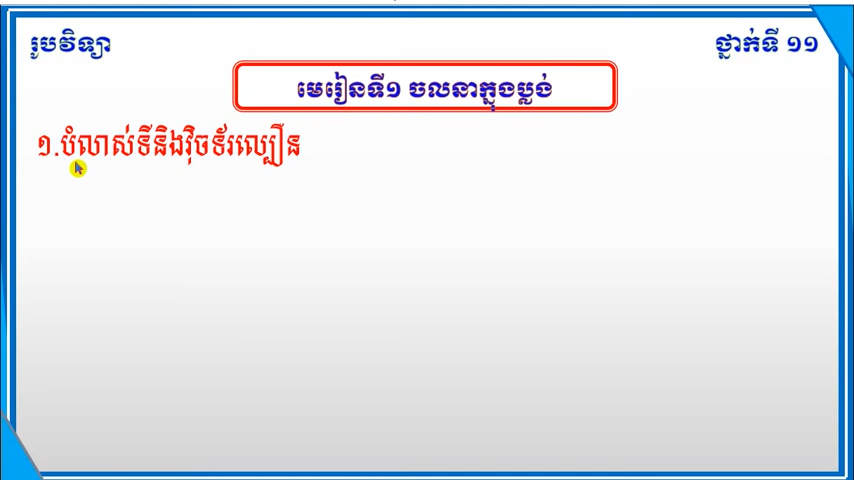 រូបវិទ្យា
ថ្នាក់ទី ១១
មេរៀនទី១ ចលនាក្នុងប្លង់
១.បំលាស់ទីនិងវ៉ិចទ័រល្បឿន